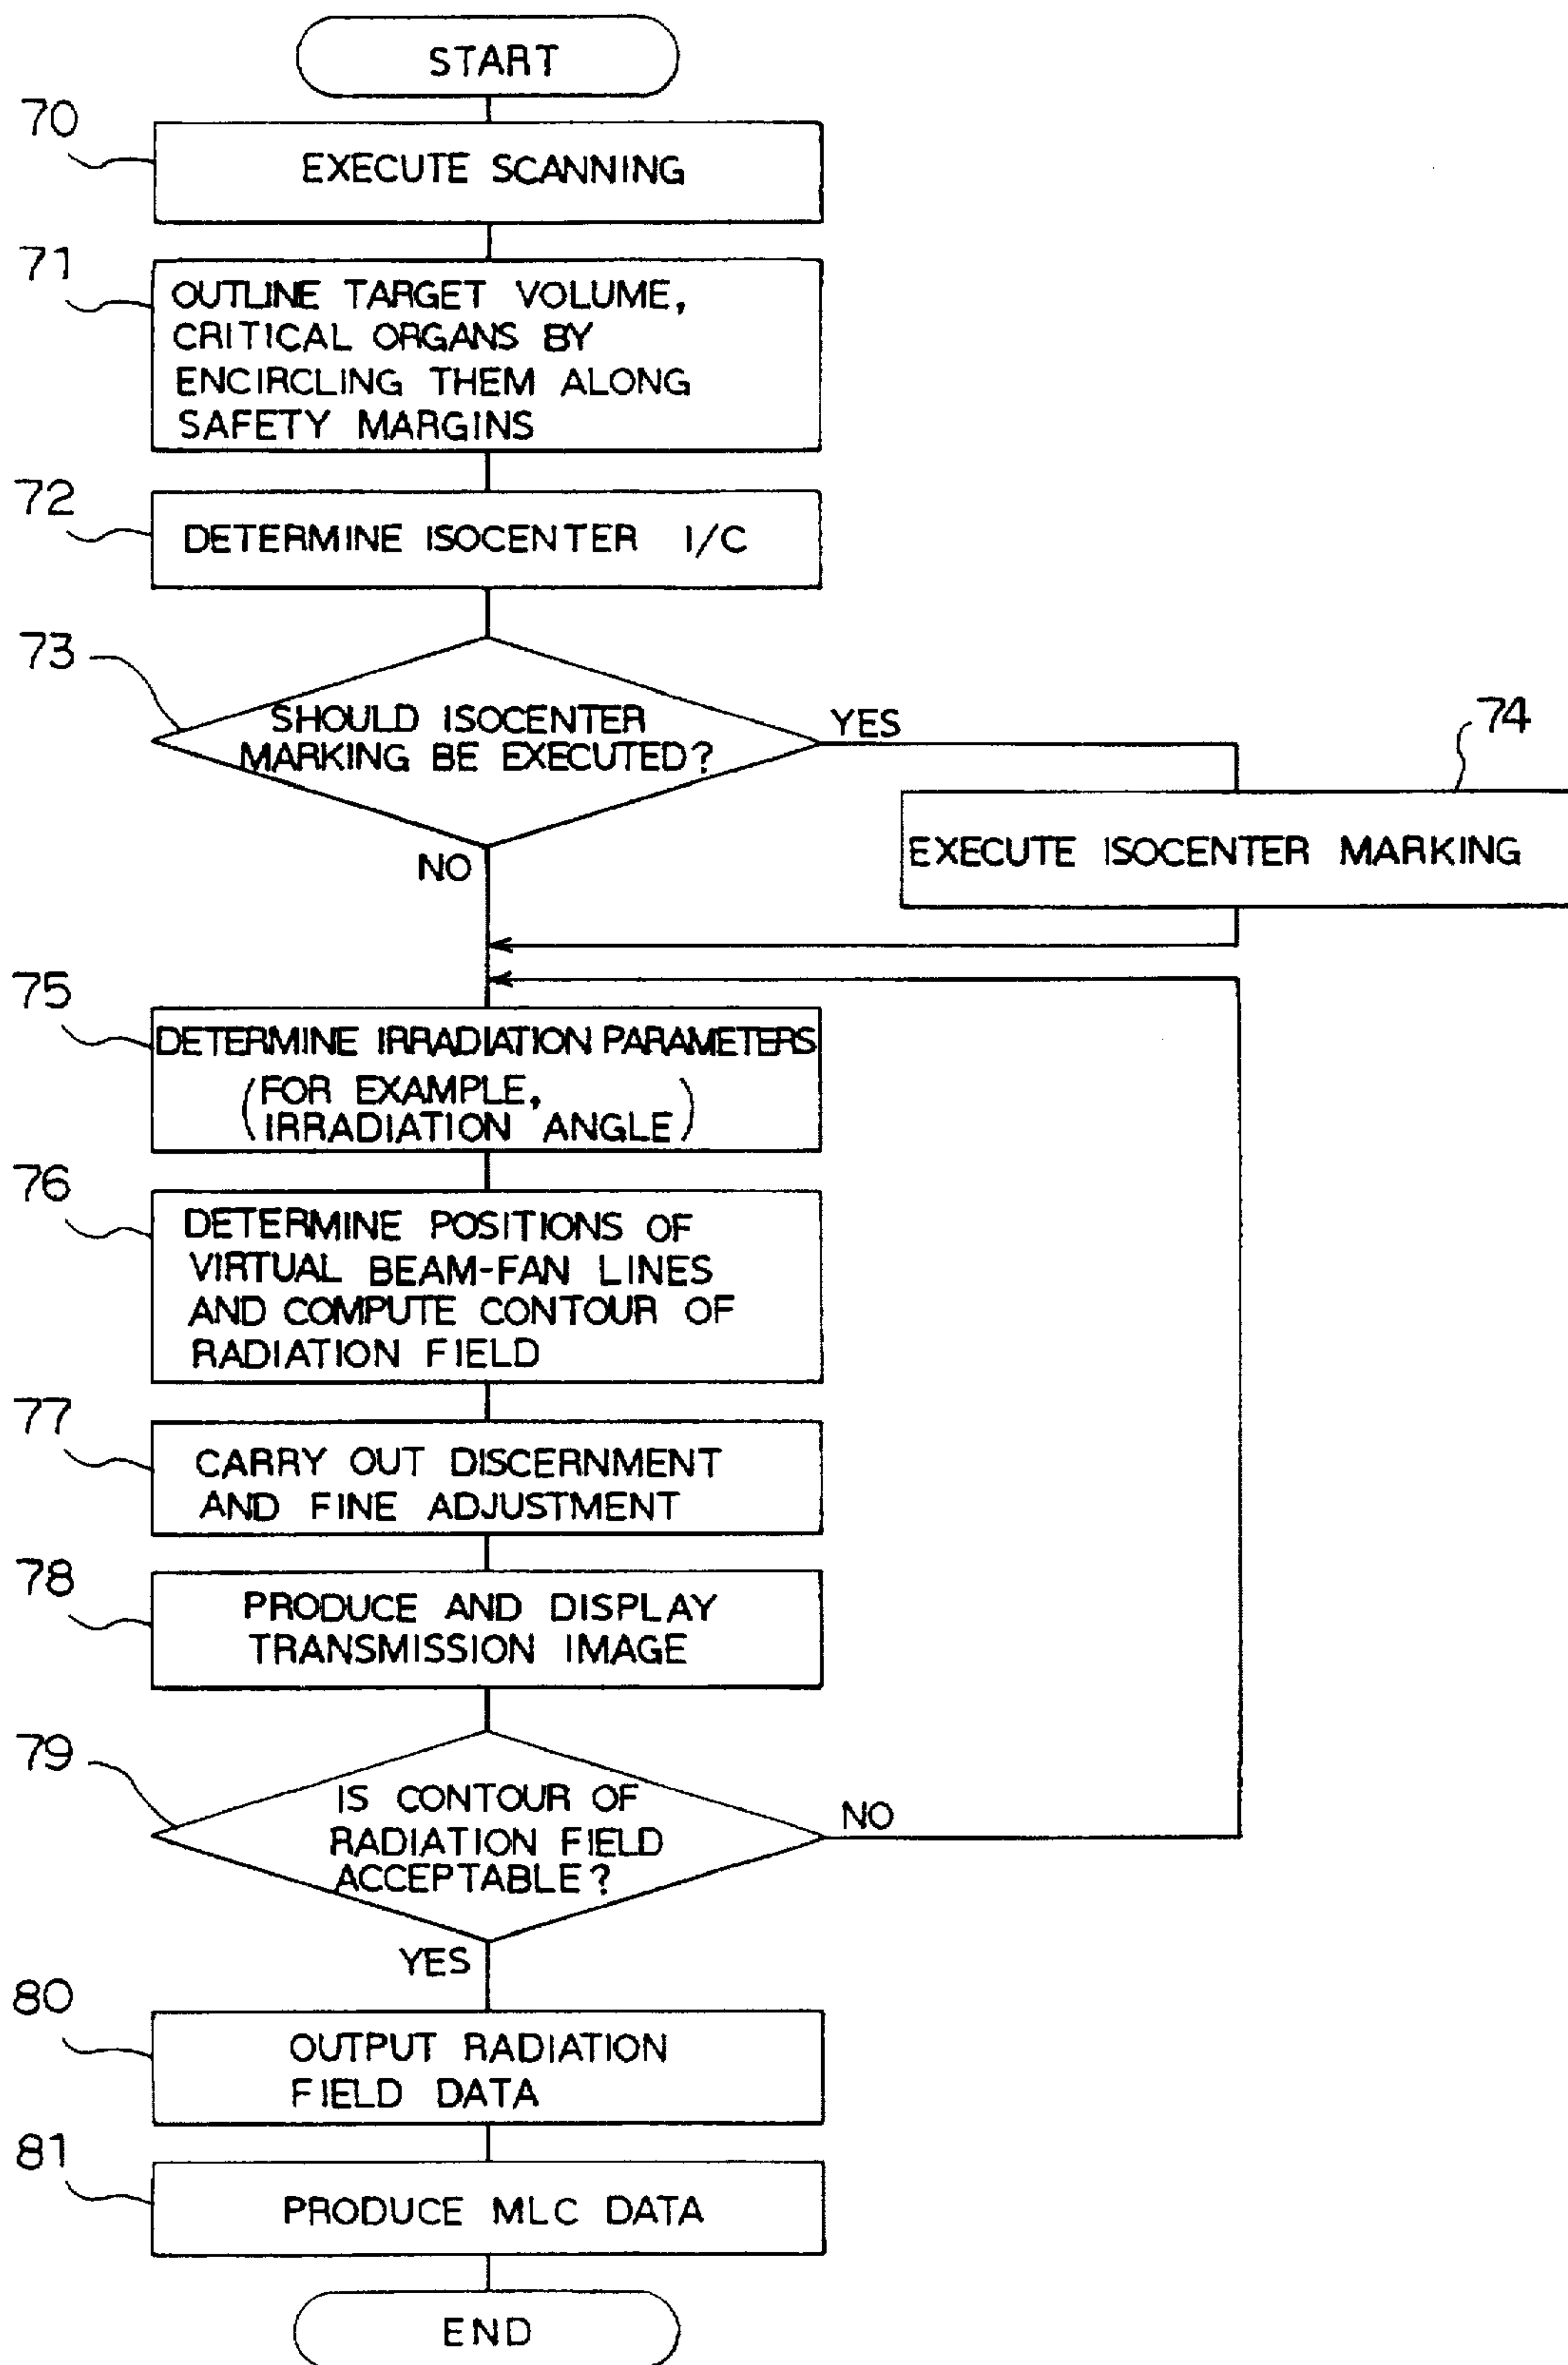 START
70
EXECUTE SCANNING
71
OUTLINE TARGET VOLUME,
CRITICAL ORGANS BY
ENCIRCLING THEM ALONG
SAFETY MARGINS
72
DETERMINE ISOCENTER I/C
73
SHOULD ISOCENTER
MARKING BE EXECUTED?
YES
74
EXECUTE ISOCENTER MARKING
NO
75
DETERMINE IRRADIATION PARAMETERS
(FOR EXAMPLE,
IRRADIATION ANGLE)
76
DETERMINE POSITIONS OF
VIRTUAL BEAM-FAN LINES
AND COMPUTE CONTOUR OF
RADIATION FIELD
77
CARRY OUT DISCERNMENT
AND FINE ADJUSTMENT
78
PRODUCE AND DISPLAY
TRANSMISSION IMAGE
79
IS CONTOUR OF
RADIATION FIELD
ACCEPTABLE?
NO
YES
80
OUTPUT RADIATION
FIELD DATA
81
PRODUCE MLC DATA
END